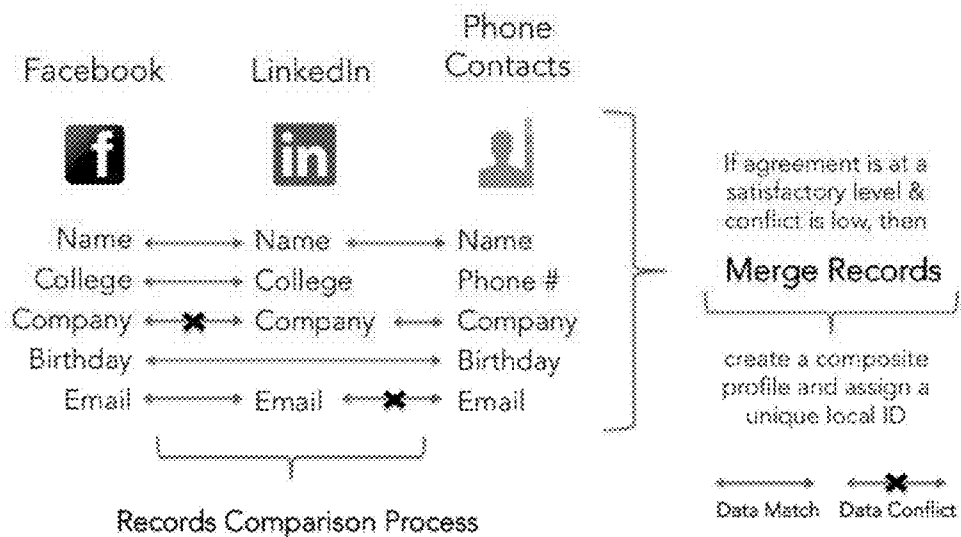 Facebook
LinkedIn
Phone
Contacts
f
in
Name Name Name
College College Phone #
Company Company Company
Birthday Birthday
Email Email Email
Records Comparison Process
If agreement is at a
satisfactory level &
conflict is low, then
Merge Records
create a composite
profile and assign a
unique local ID
Data Match Data Conflict